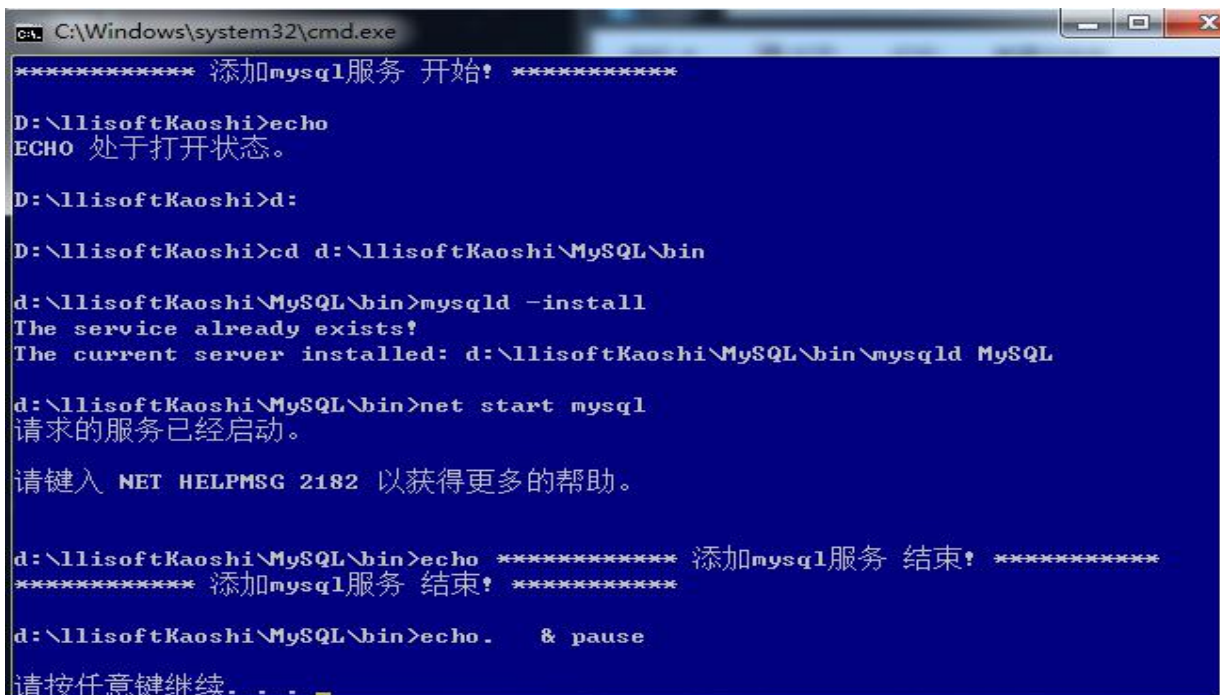 C:\Windows\system32\cmd.exe
************ 添加mysql服务 开始! ***********
D:\llisoftKaoshi>echo
ECHO 处于打开状态。
D:\llisoftKaoshi>d:
D:\llisoftKaoshi>cd d:\llisoftKaoshi\MySQL\bin
d:\llisoftKaoshi\MySQL\bin>mysqld -install
The service already exists!
The current server installed: d:\llisoftKaoshi\MySQL\bin\mysqld MySQL
d:\llisoftKaoshi\MySQL\bin>net start mysql
请求的服务已经启动。
请键入 NET HELPMSG 2182 以获得更多的帮助。
d:\llisoftKaoshi\MySQL\bin>echo ************ 添加mysql服务 结束! ***********
************ 添加mysql服务 结束! ***********
d:\llisoftKaoshi\MySQL\bin>echo.   & pause
请按任意键继续. . .